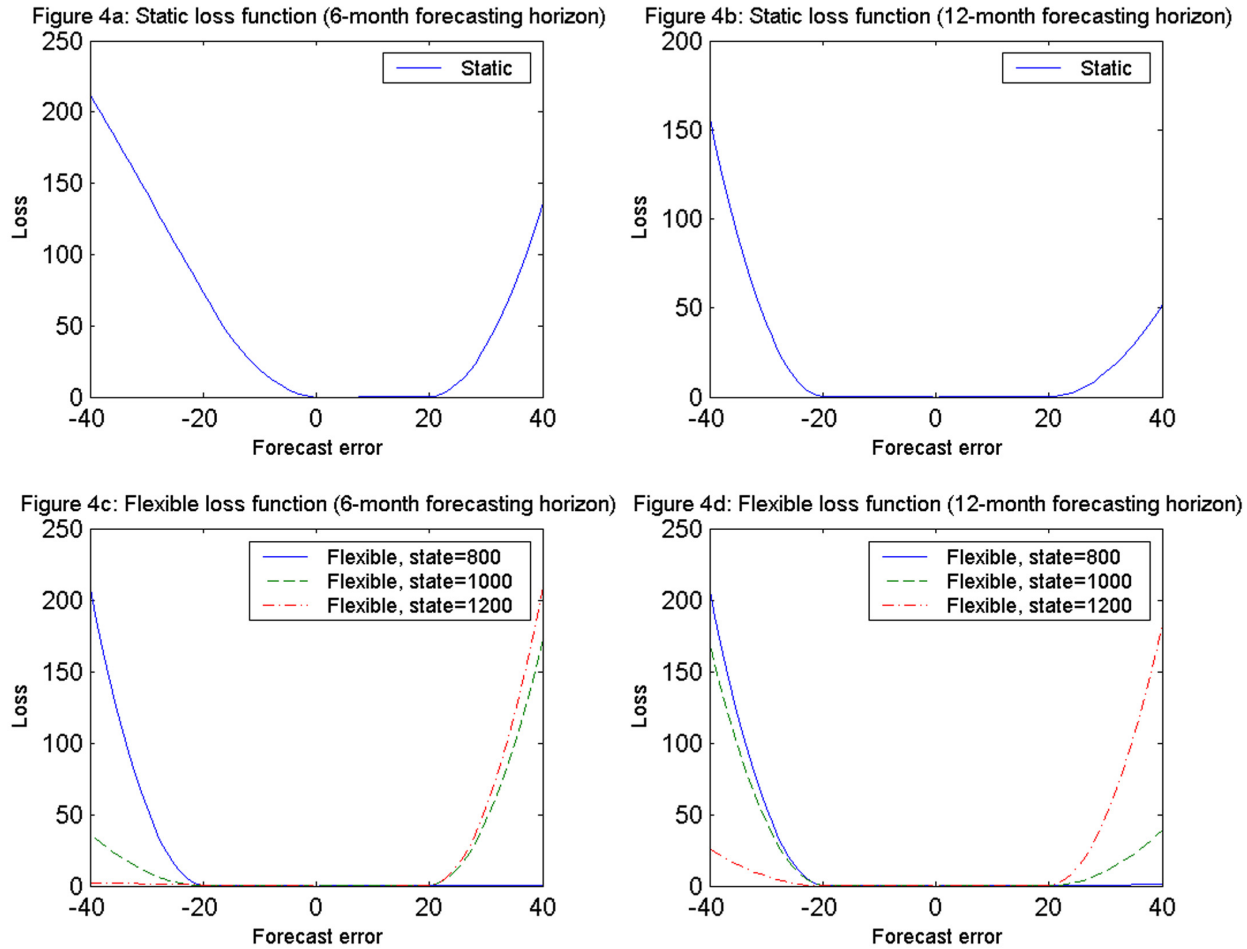 Figure 4a: Static loss function (6-month forecasting horizon)
250
200
150
100
50
0
Loss
Static
-40 -20 0 20 40
Forecast error
Figure 4b: Static loss function (12-month forecasting horizon)
200
150
100
50
0
Loss
Static
-40 -20 0 20 40
Forecast error
Figure 4c: Flexible loss function (6-month forecasting horizon)
250
200
150
100
50
0
Loss
Flexible, state=800
Flexible, state=1000
Flexible, state=1200
-40 -20 0 20 40
Forecast error
Figure 4d: Flexible loss function (12-month forecasting horizon)
250
200
150
100
50
0
Loss
Flexible, state=800
Flexible, state=1000
Flexible, state=1200
-40 -20 0 20 40
Forecast error